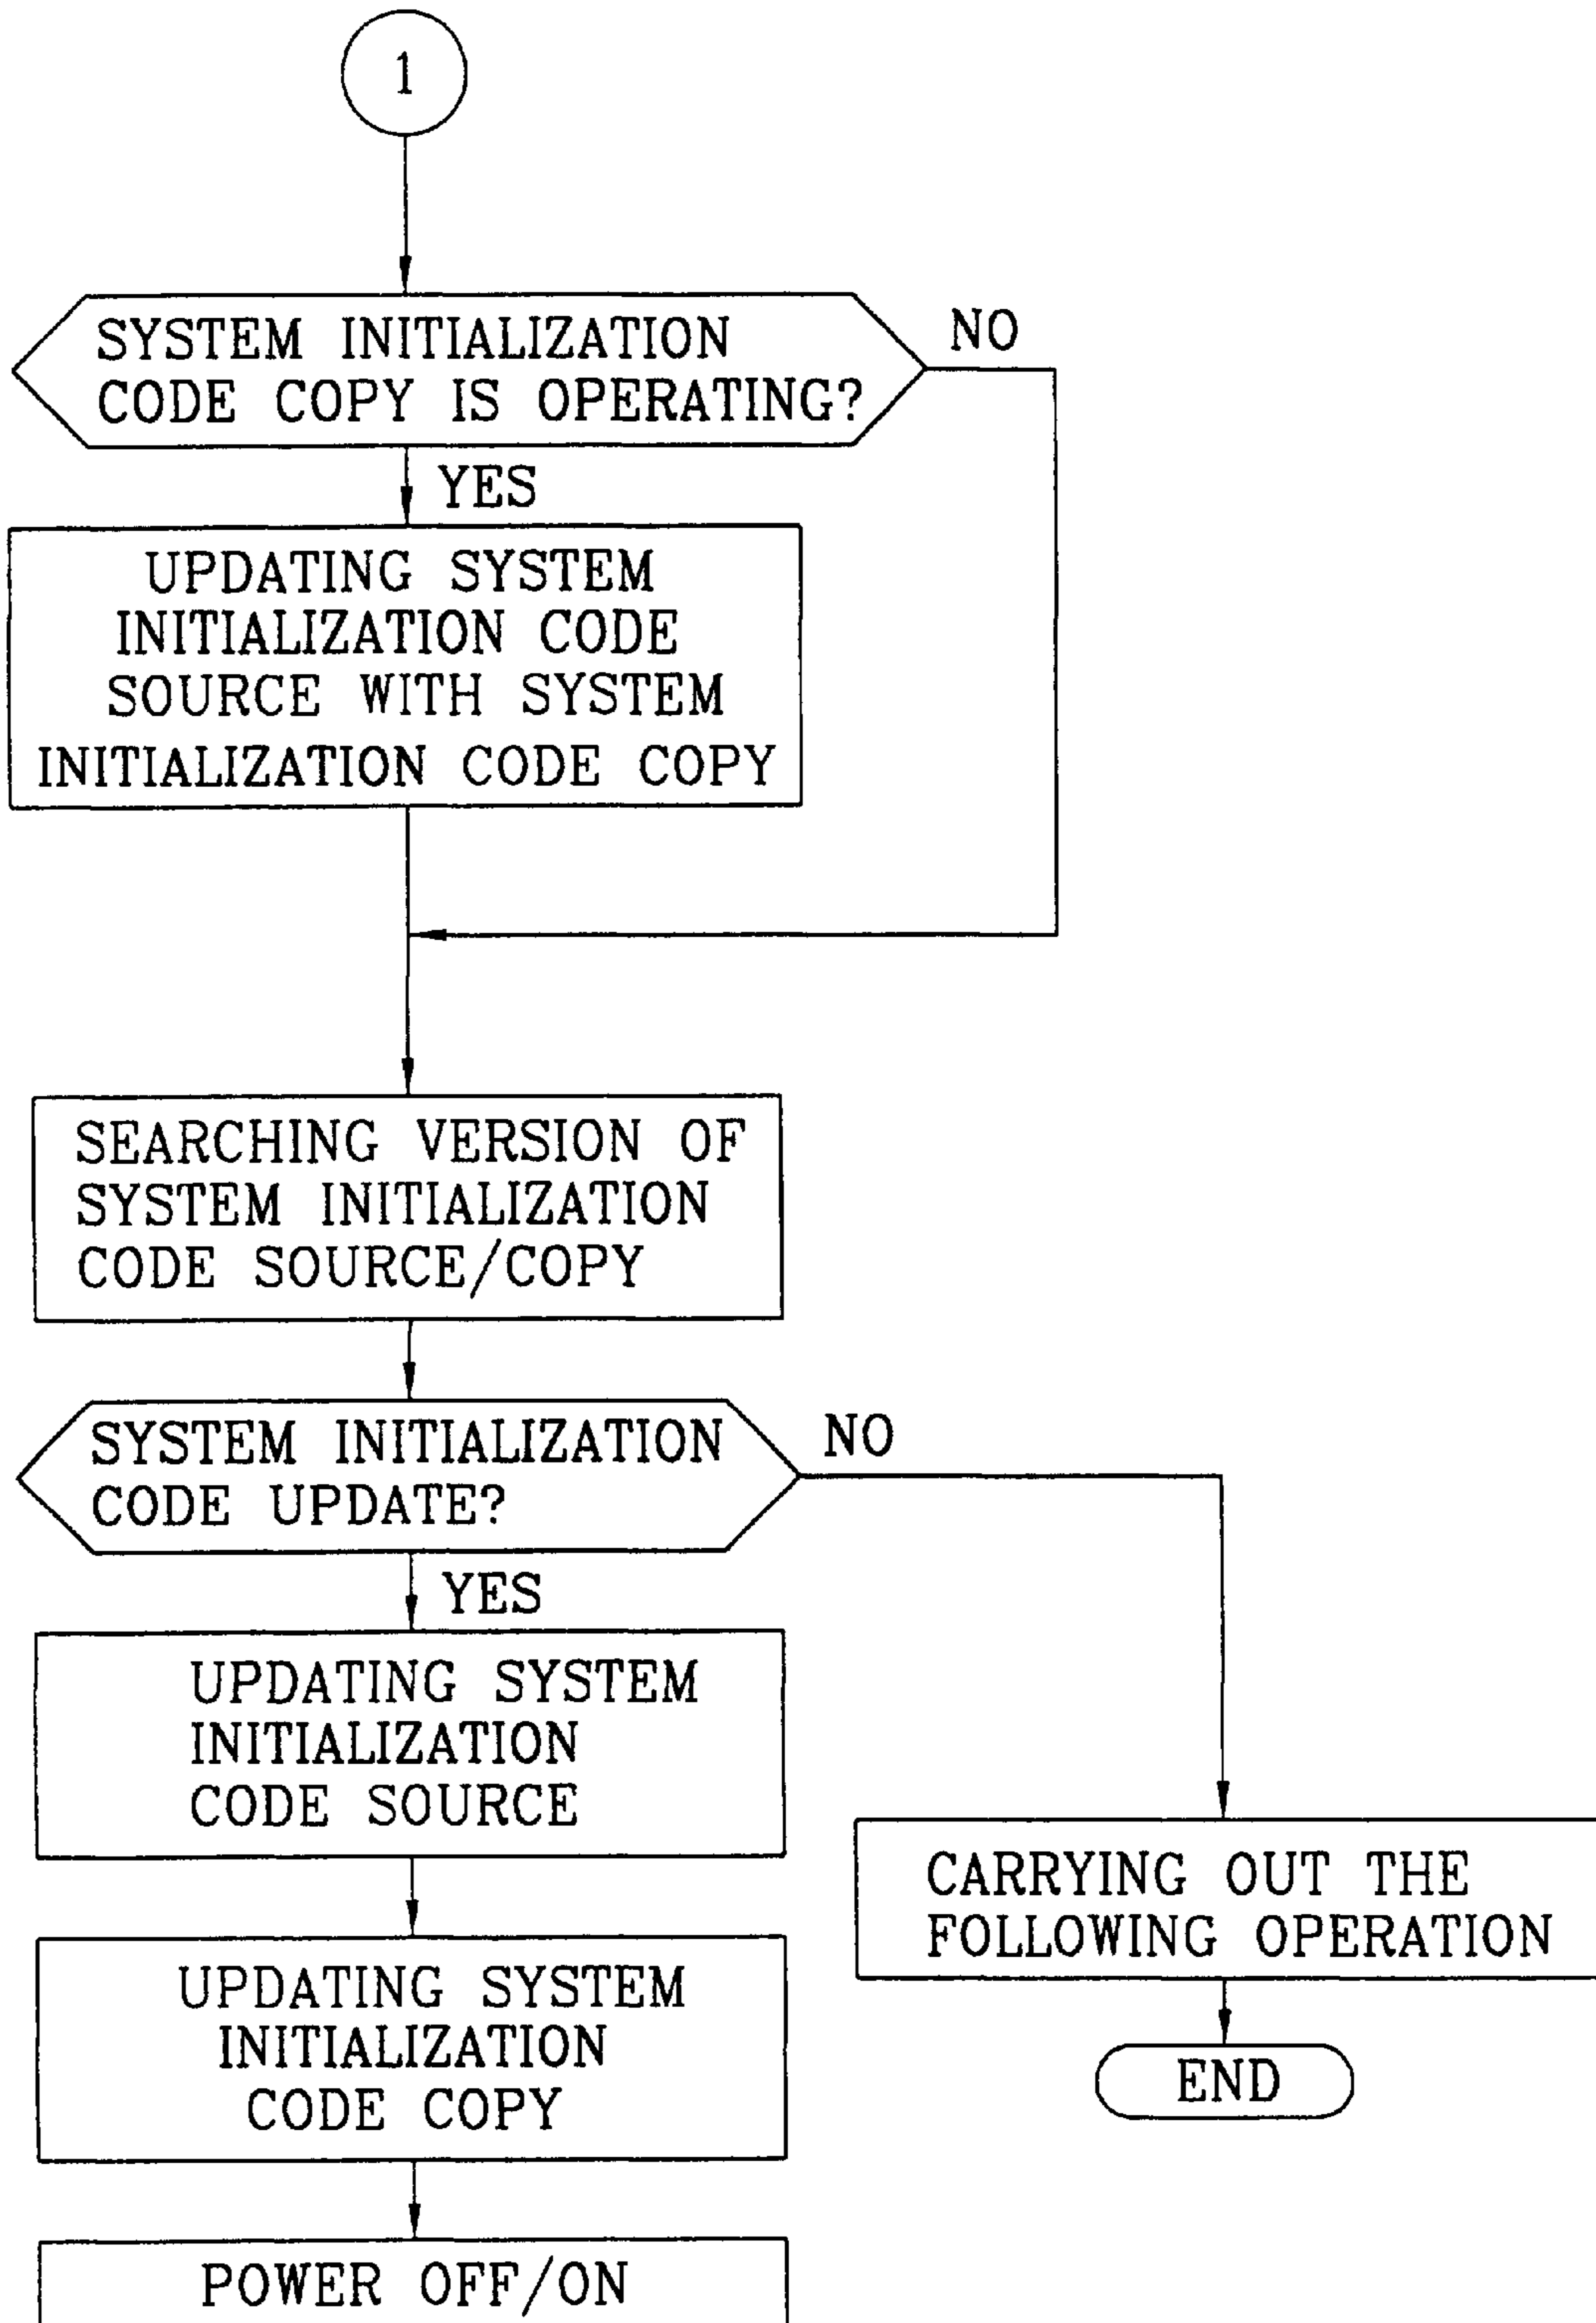 1
SYSTEM INITIALIZATION
CODE COPY IS OPERATING?
NO
YES
UPDATING SYSTEM
INITIALIZATION CODE
SOURCE WITH SYSTEM
INITIALIZATION CODE COPY
SEARCHING VERSION OF
SYSTEM INITIALIZATION
CODE SOURCE/COPY
SYSTEM INITIALIZATION
CODE UPDATE?
NO
YES
UPDATING SYSTEM
INITIALIZATION
CODE SOURCE
CARRYING OUT THE
FOLLOWING OPERATION
UPDATING SYSTEM
INITIALIZATION
CODE COPY
END
POWER OFF/ON